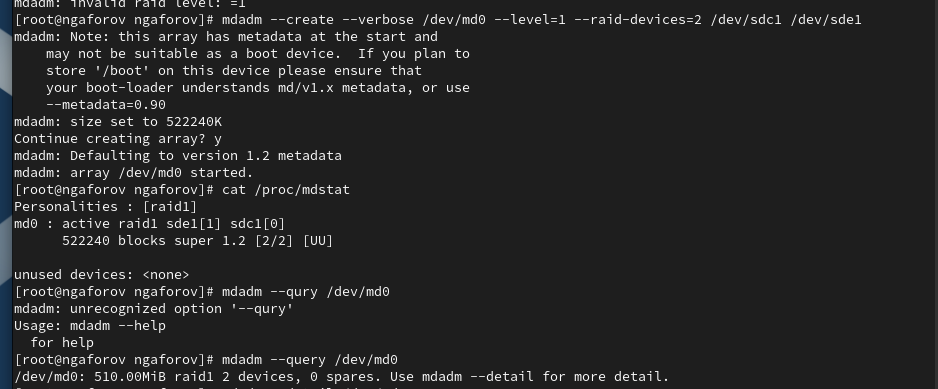 mdadm: invalid raid level: =1
[root@ngaforov ngaforov]# mdadm --create --verbose /dev/md0 --level=1 --raid-devices=2 /dev/sdc1 /dev/sde1
mdadm: Note: this array has metadata at the start and
    may not be suitable as a boot device.  If you plan to
    store '/boot' on this device please ensure that
    your boot-loader understands md/v1.x metadata, or use
    --metadata=0.90
mdadm: size set to 522240K
Continue creating array? y
mdadm: Defaulting to version 1.2 metadata
mdadm: array /dev/md0 started.
[root@ngaforov ngaforov]# cat /proc/mdstat
Personalities : [raid1]
md0 : active raid1 sde1[1] sdc1[0]
      522240 blocks super 1.2 [2/2] [UU]

unused devices: <none>
[root@ngaforov ngaforov]# mdadm --qury /dev/md0
mdadm: unrecognized option '--qury'
Usage: mdadm --help
  for help
[root@ngaforov ngaforov]# mdadm --query /dev/md0
/dev/md0: 510.00MiB raid1 2 devices, 0 spares. Use mdadm --detail for more detail.